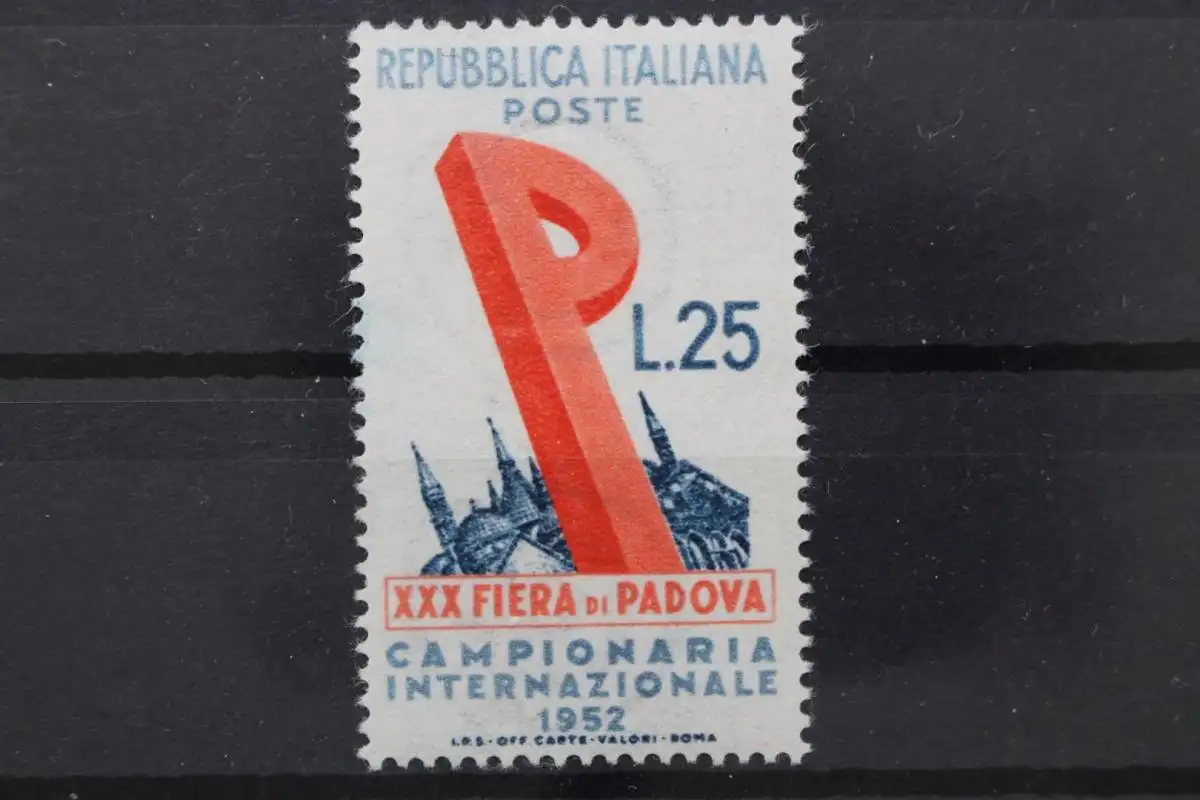 REPUBBLICA ITALIANA
POSTE
P
L.25
XXX FIERA DI PADOVA
CAMPIONARIA
INTERNAZIONALE
1952
I.P.S.-OFF. CARTE-VALORI-ROMA